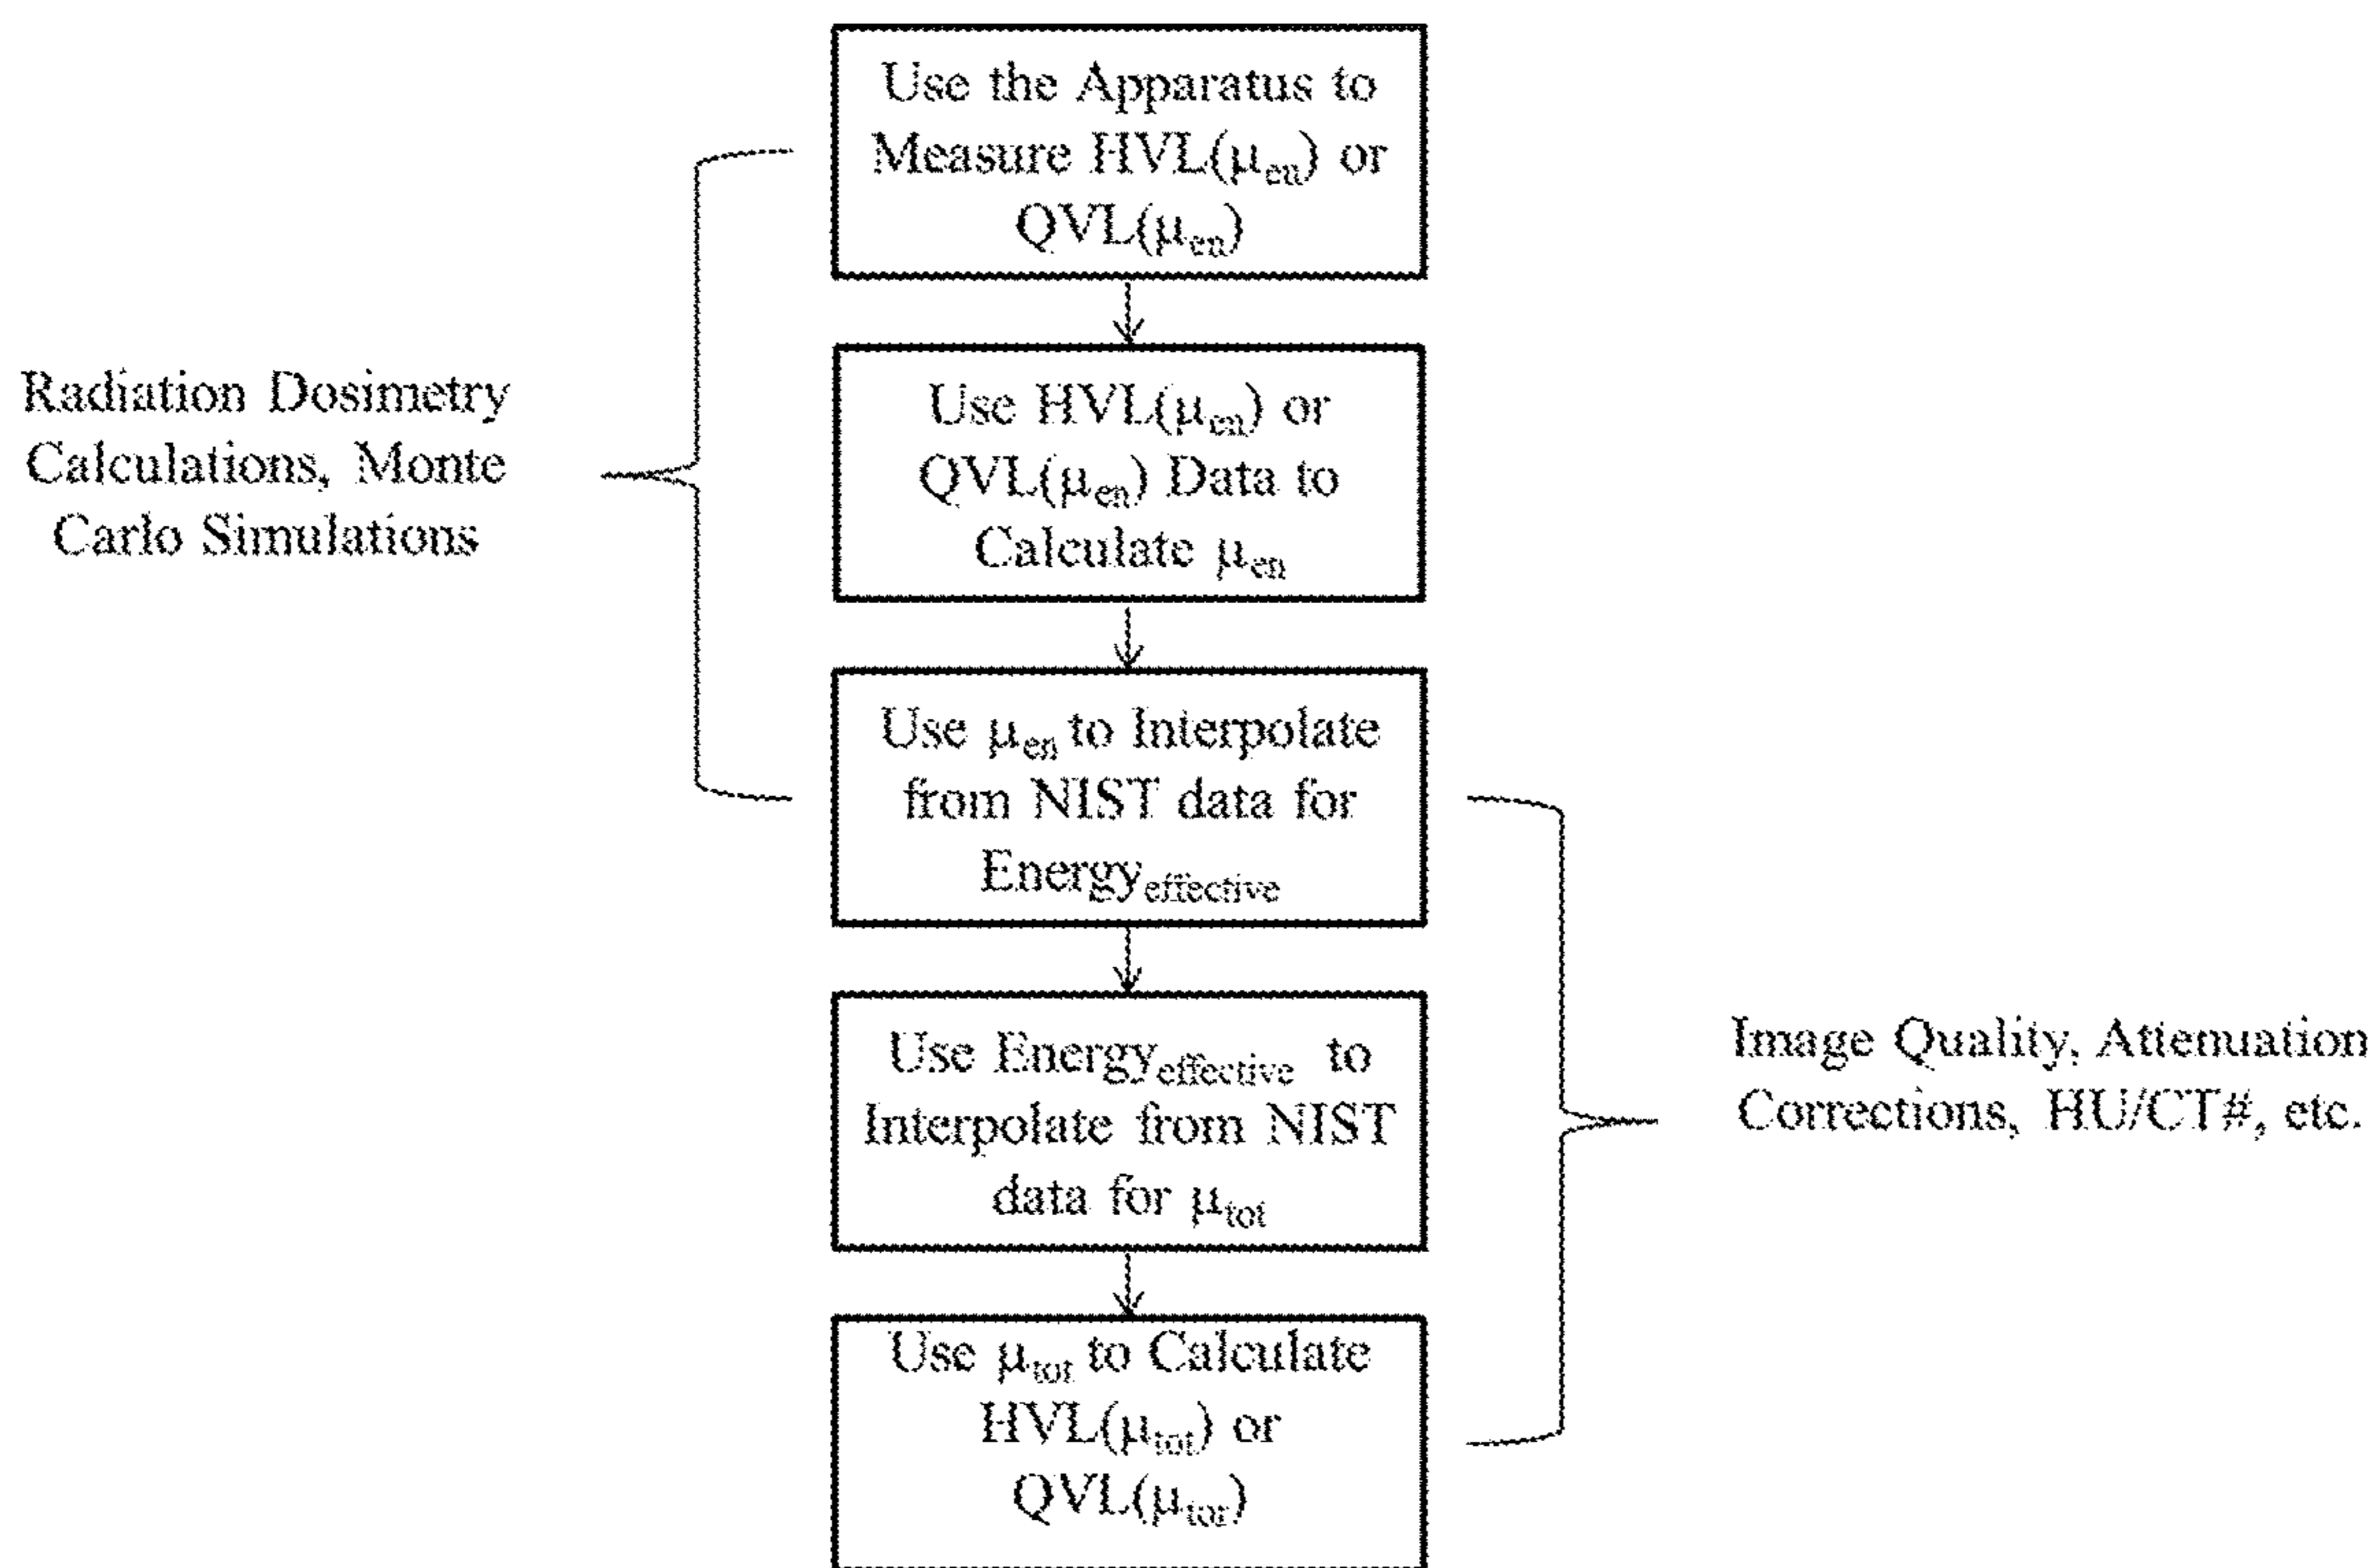 Use the Apparatus to
Measure HVL(μen) or
QVL(μen)
Radiation Dosimetry
Calculations, Monte
Carlo Simulations
Use HVL(μen) or
QVL(μen) Data to
Calculate μen
Use μen to Interpolate
from NIST data for
Energyeffective
Use Energyeffective to
Interpolate from NIST
data for μtot
Image Quality, Attenuation
Corrections, HU/CT#, etc.
Use μtot to Calculate
HVL(μtot) or
QVL(μtot)